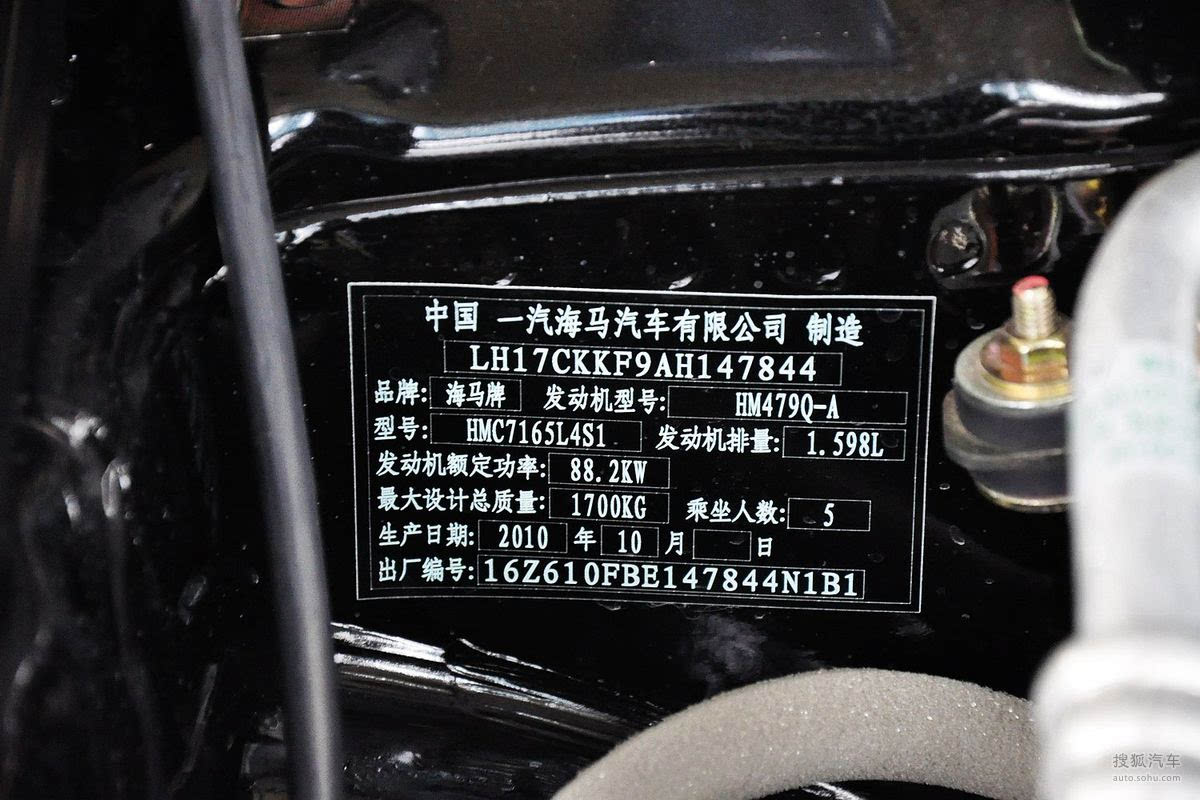 中国 一汽海马汽车有限公司 制造
LH17CKKF9AH147844
品牌: 海马牌 发动机型号: HM479Q-A
型号: HMC7165L4S1 发动机排量: 1.598L
发动机额定功率: 88.2KW
最大设计总质量: 1700KG 乘坐人数: 5
生产日期: 2010 年 10 月 日
出厂编号: 16Z610FBE147844N1B1
搜狐汽车
auto.sohu.com